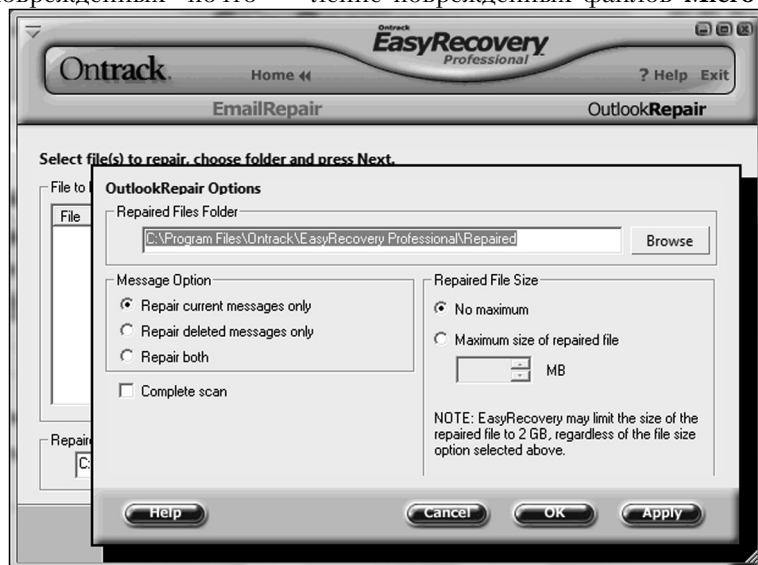 ление поврежденных файлов
Ontrack
EasyRecovery
Professional
Ontrack.
Home
? Help Exit
EmailRepair
OutlookRepair
Select file(s) to repair, choose folder and press Next.
File to
File
OutlookRepair Options
Repaired Files Folder
C:\Program Files\Ontrack\EasyRecovery Professional\Repaired
Browse
Message Option
Repair current messages only
Repair deleted messages only
Repair both
Complete scan
Repaired File Size
No maximum
Maximum size of repaired file
MB
NOTE: EasyRecovery may limit the size of the
repaired file to 2 GB, regardless of the file size
option selected above.
Repair
C:
Help
Cancel
OK
Apply